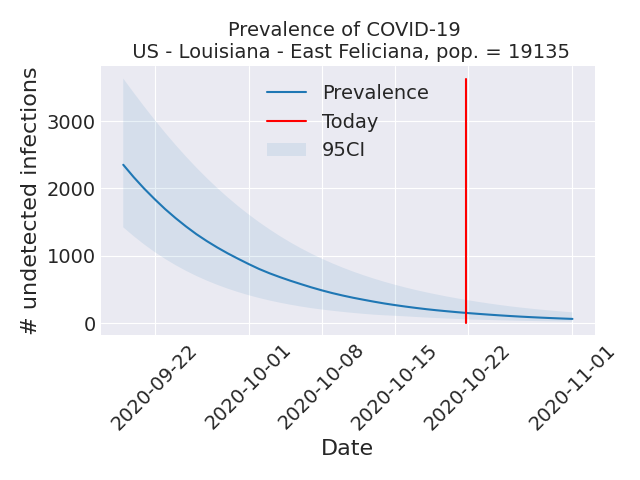 Prevalence of COVID-19
US - Louisiana - East Feliciana, pop. = 19135
# undetected infections
3000
2000
1000
0
Prevalence
Today
95CI
2020-09-22
2020-10-01
2020-10-08
2020-10-15
2020-10-22
2020-11-01
Date